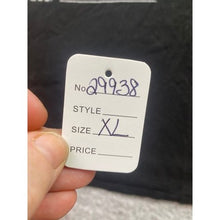 No 29938
STYLE
SIZE XL
PRICE